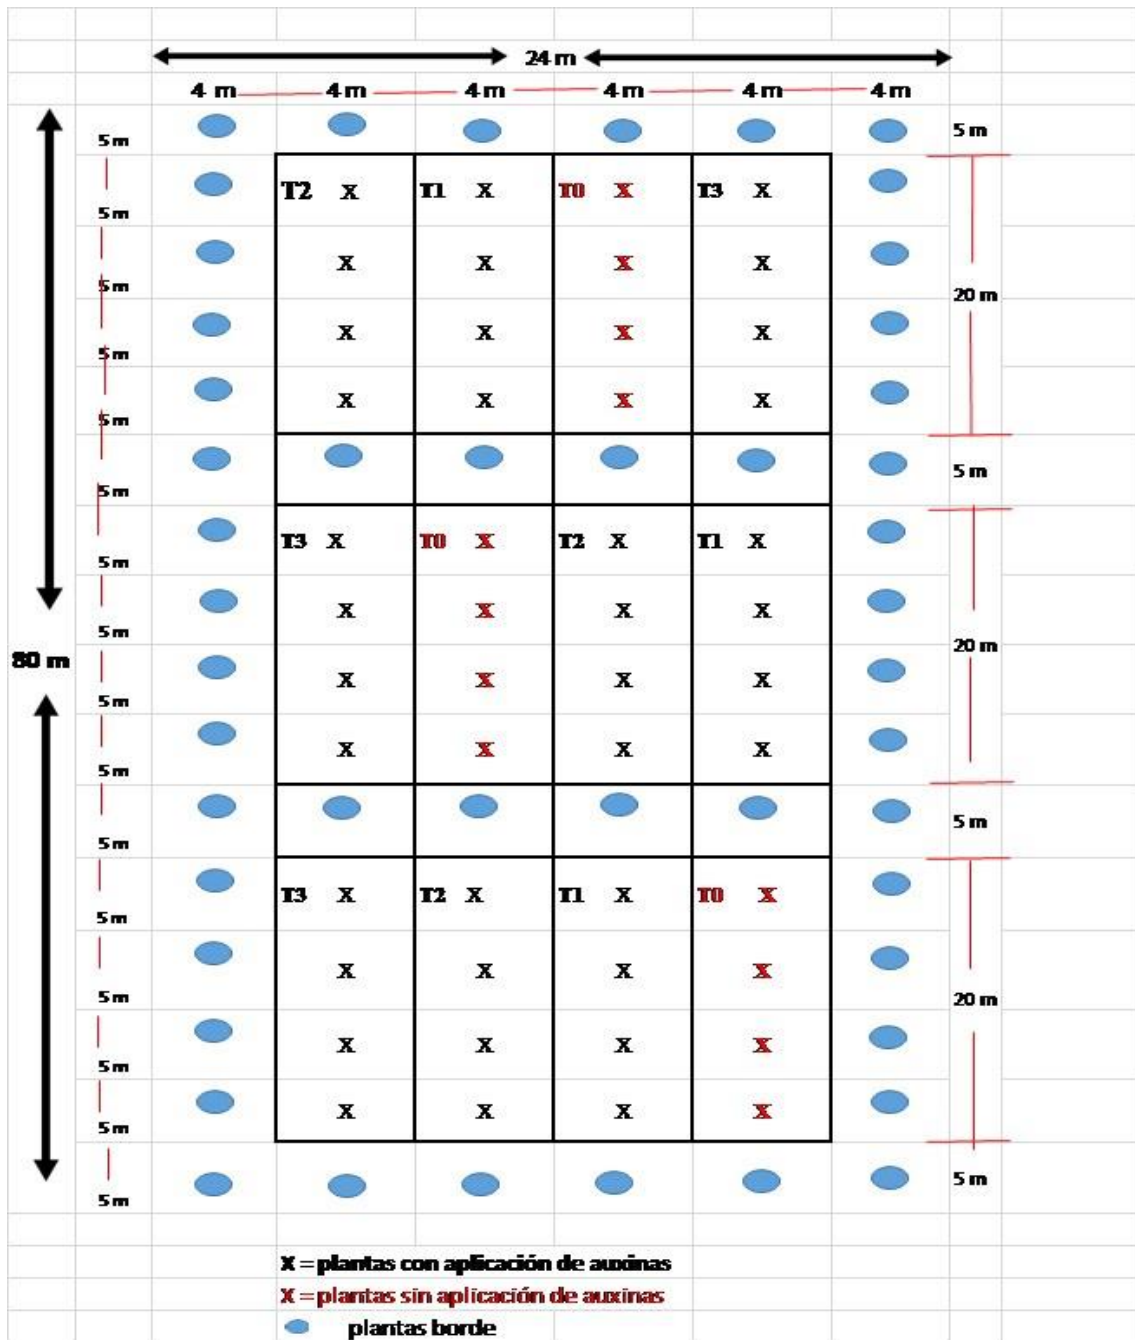 24 m
4 m 4 m 4 m 4 m 4 m 4 m
5 m 5 m
T2 X T1 X T0 X T3 X
5 m
X X X X
5 m 20 m
X X X X
5 m
X X X X
5 m
5 m 5 m
T3 X T0 X T2 X T1 X
5 m
X X X X
5 m
80 m 20 m
X X X X
5 m
X X X X
5 m
5 m 5 m
T3 X T2 X T1 X T0 X
5 m
X X X X
5 m 20 m
X X X X
5 m
X X X X
5 m
5 m 5 m
X = plantas con aplicación de auxinas
X = plantas sin aplicación de auxinas
plantas borde